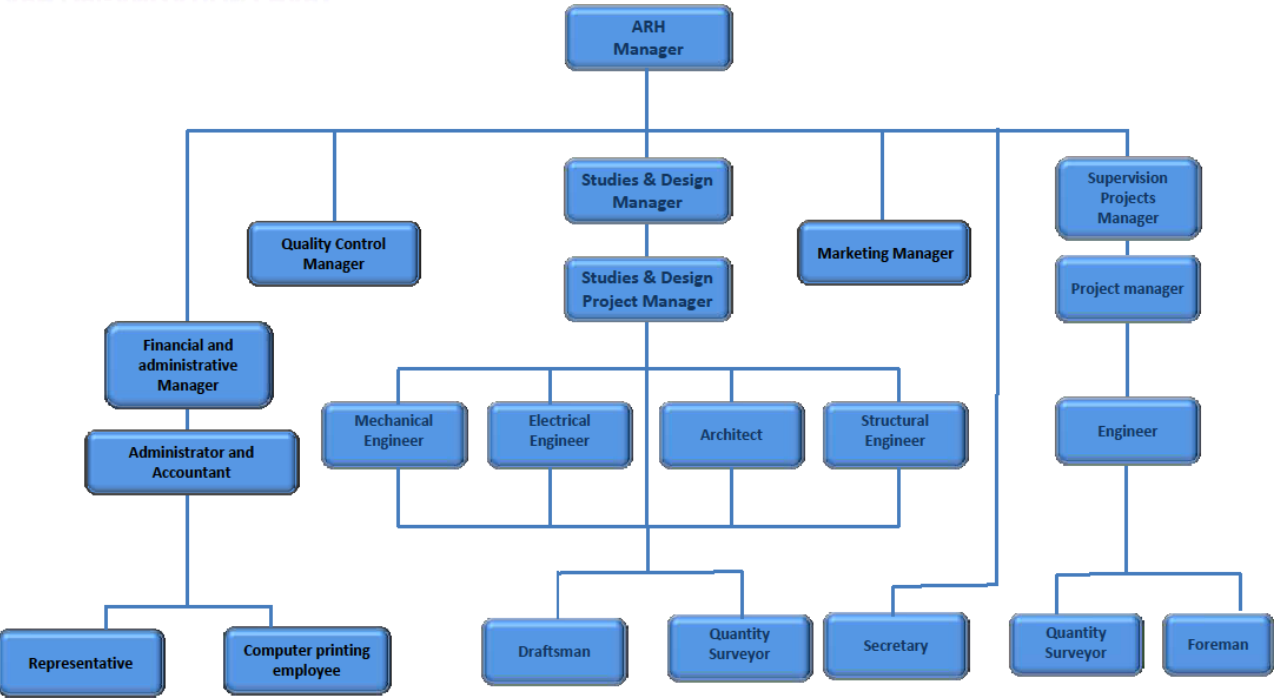 ARH
Manager
Studies & Design
Manager
Supervision
Projects
Manager
Quality Control
Manager
Marketing Manager
Studies & Design
Project Manager
Project manager
Financial and
administrative
Manager
Mechanical
Engineer
Electrical
Engineer
Architect
Structural
Engineer
Engineer
Administrator and
Accountant
Representative
Computer printing
employee
Draftsman
Quantity
Surveyor
Secretary
Quantity
Surveyor
Foreman